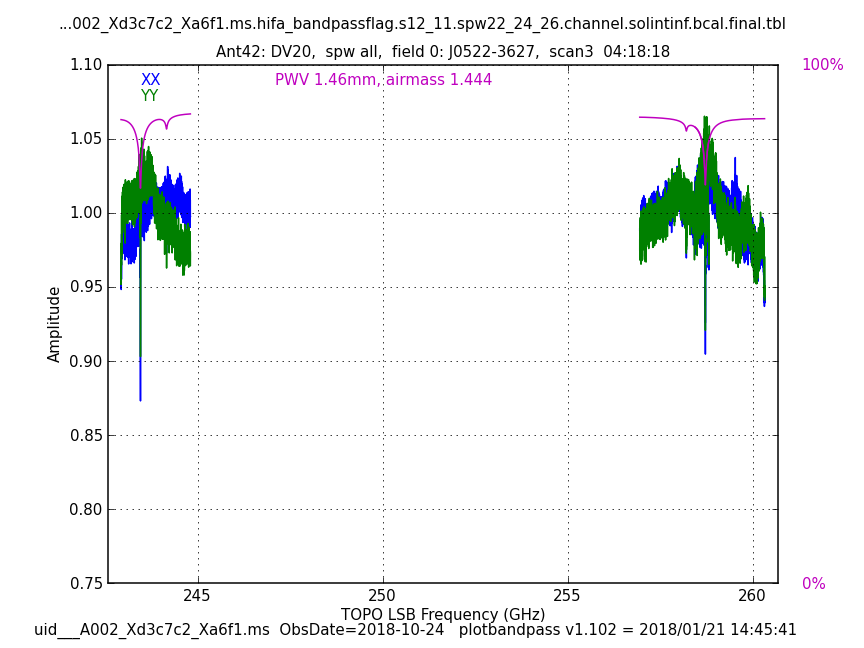 ...002_Xd3c7c2_Xa6f1.ms.hifa_bandpassflag.s12_11.spw22_24_26.channel.solintinf.bcal.final.tbl
Ant42: DV20,  spw all,  field 0: J0522-3627,  scan3  04:18:18
1.10
100%
XX
PWV 1.46mm, airmass 1.444
YY
1.05
1.00
0.95
Amplitude
0.90
0.85
0.80
0.75
0%
245
250
255
260
TOPO LSB Frequency (GHz)
uid___A002_Xd3c7c2_Xa6f1.ms  ObsDate=2018-10-24   plotbandpass v1.102 = 2018/01/21 14:45:41